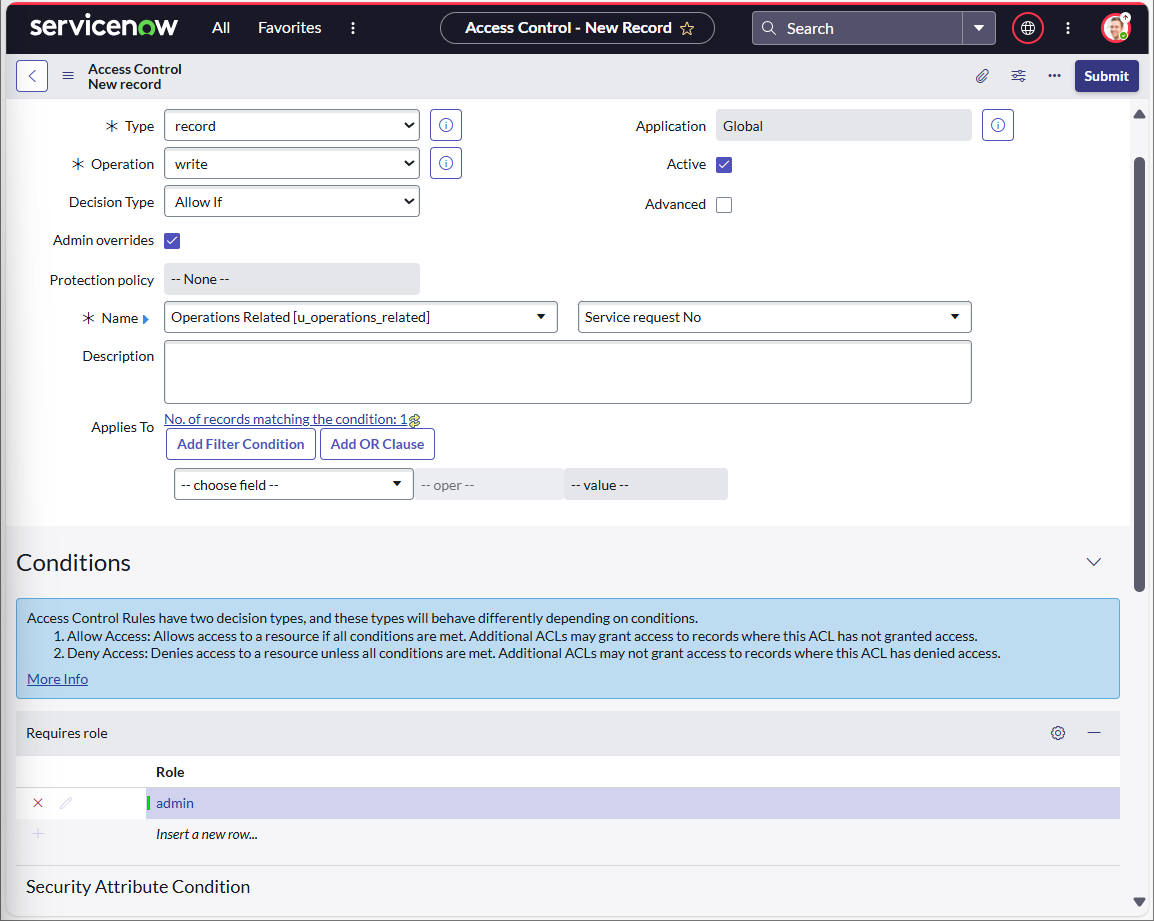 servicenow All Favorites Access Control - New Record Search
Access Control
New record
Submit
Type record Application Global
Operation write Active
Decision Type Allow If Advanced
Admin overrides
Protection policy -- None --
Name Operations Related [u_operations_related] Service request No
Description
Applies To No. of records matching the condition: 1
Add Filter Condition Add OR Clause
-- choose field -- -- oper -- -- value --
Conditions
Access Control Rules have two decision types, and these types will behave differently depending on conditions.
1. Allow Access: Allows access to a resource if all conditions are met. Additional ACLs may grant access to records where this ACL has not granted access.
2. Deny Access: Denies access to a resource unless all conditions are met. Additional ACLs may not grant access to records where this ACL has denied access.
More Info
Requires role
Role
admin
Insert a new row...
Security Attribute Condition